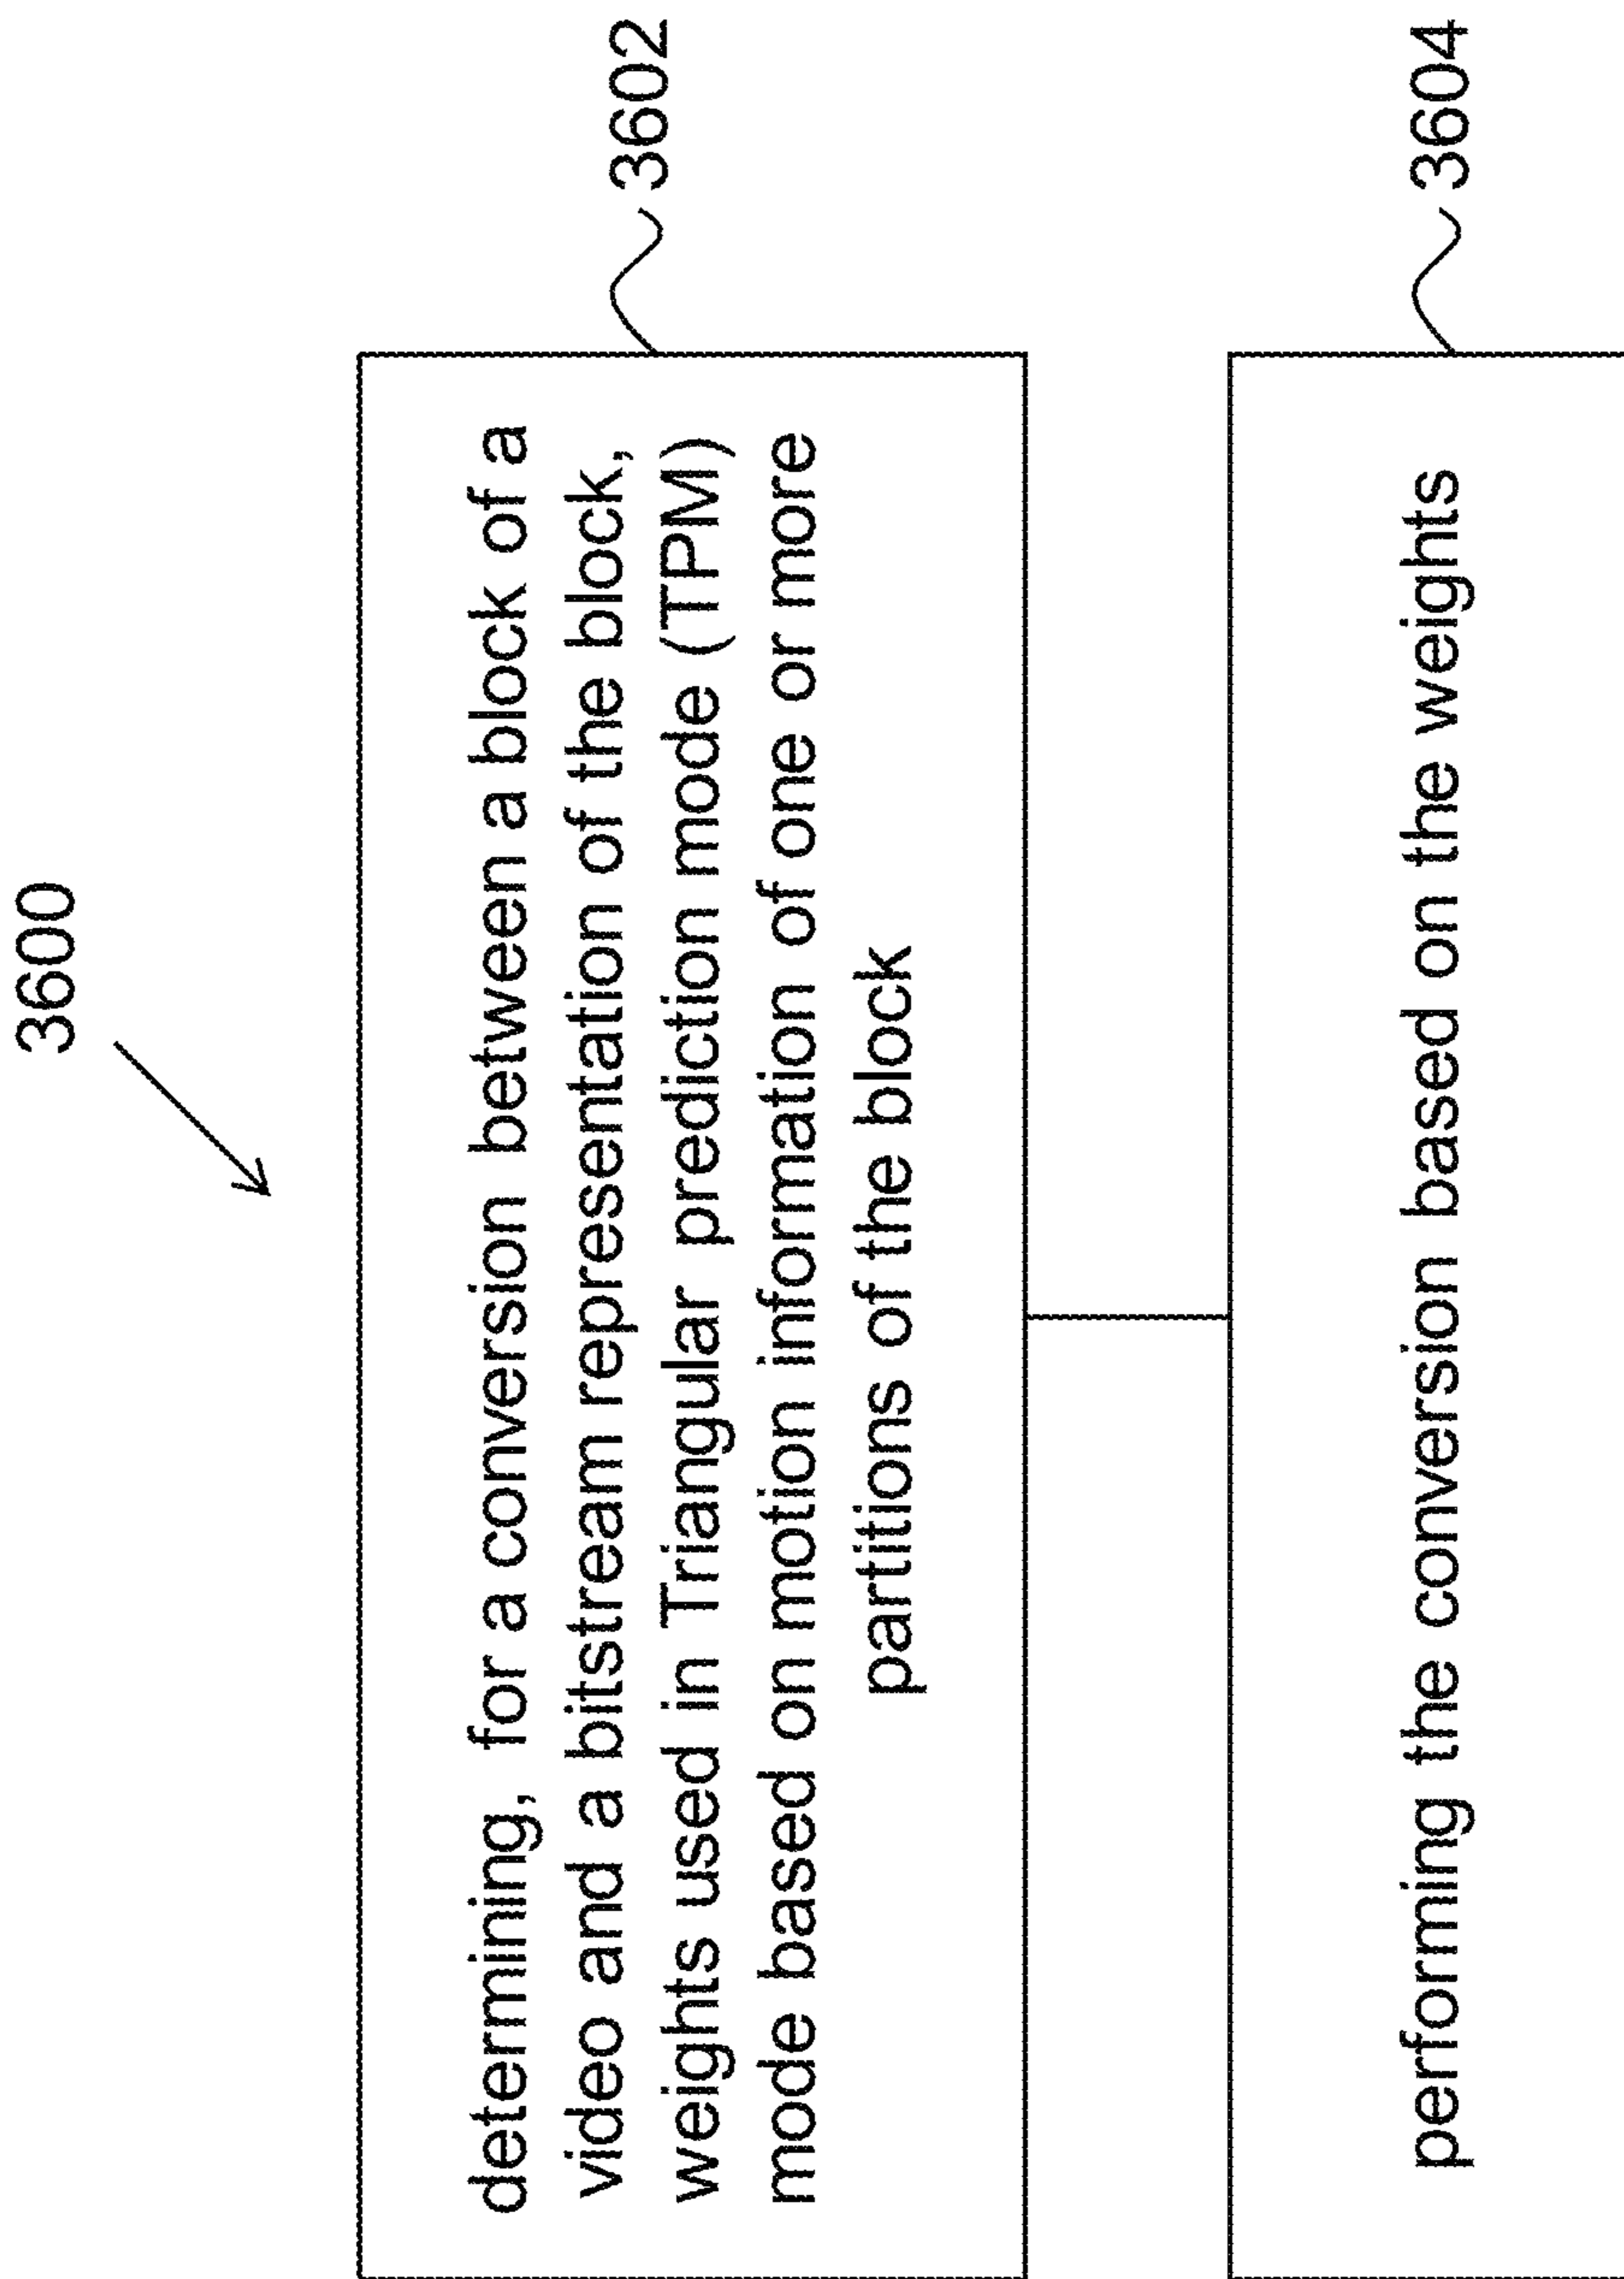 3600
determining, for a conversion between a block of a
video and a bitstream representation of the block,
weights used in Triangular prediction mode (TPM)
mode based on motion information of one or more
partitions of the block
3602
performing the conversion based on the weights
3604